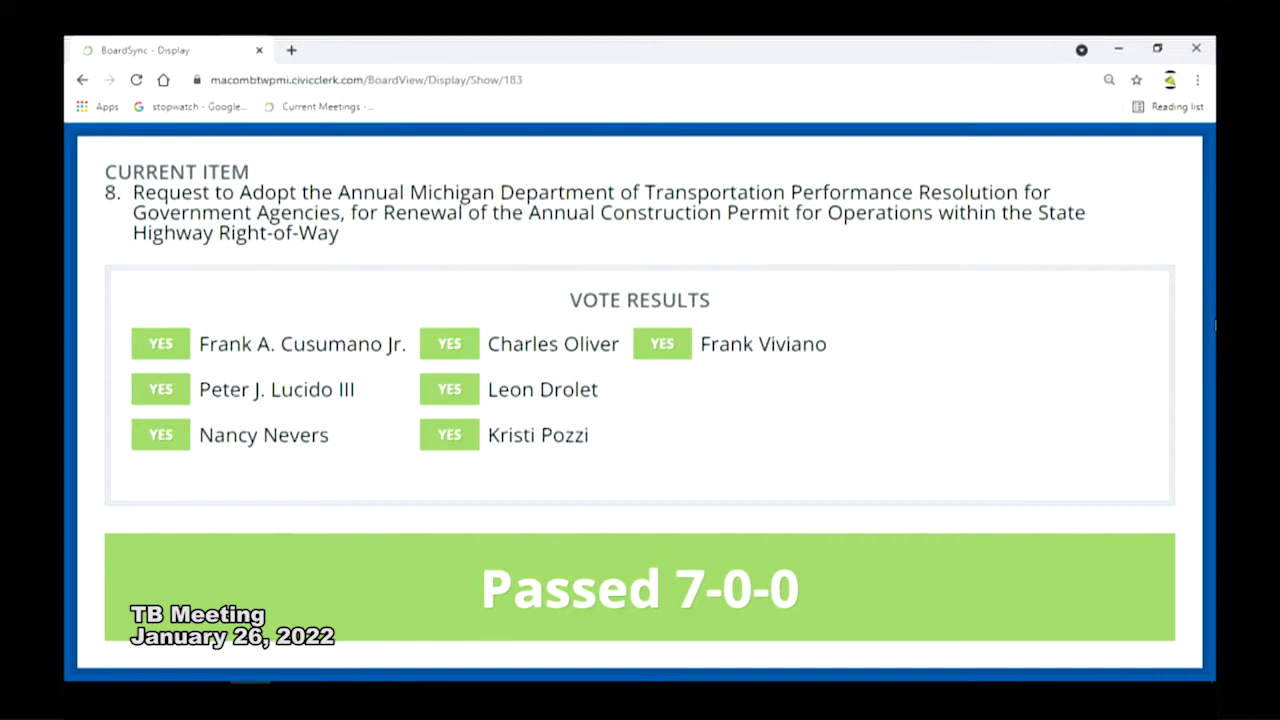 BoardSync - Display
macombtwpmi.civicclerk.com/BoardView/Display/Show/183
Apps stopwatch - Google... Current Meetings -... Reading list
CURRENT ITEM
8. Request to Adopt the Annual Michigan Department of Transportation Performance Resolution for
Government Agencies, for Renewal of the Annual Construction Permit for Operations within the State
Highway Right-of-Way
VOTE RESULTS
YES Frank A. Cusumano Jr. YES Charles Oliver YES Frank Viviano
YES Peter J. Lucido III YES Leon Drolet
YES Nancy Nevers YES Kristi Pozzi
Passed 7-0-0
TB Meeting
January 26, 2022